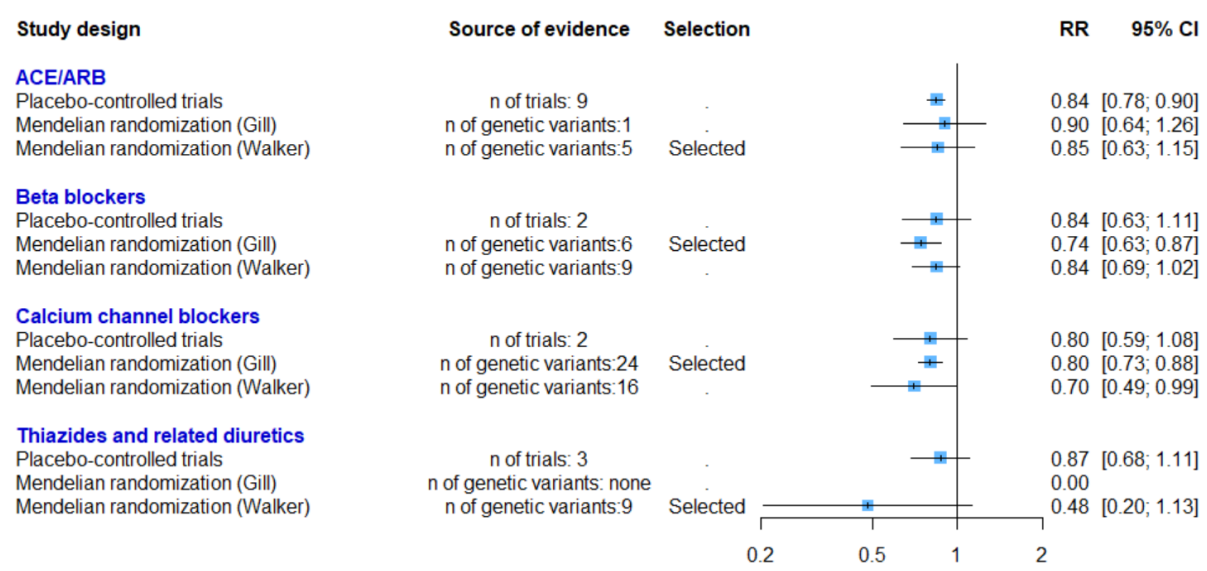 Study design Source of evidence Selection RR 95% CI
ACE/ARB
Placebo-controlled trials n of trials: 9 . 0.84 [0.78; 0.90]
Mendelian randomization (Gill) n of genetic variants:1 . 0.90 [0.64; 1.26]
Mendelian randomization (Walker) n of genetic variants:5 Selected 0.85 [0.63; 1.15]
Beta blockers
Placebo-controlled trials n of trials: 2 . 0.84 [0.63; 1.11]
Mendelian randomization (Gill) n of genetic variants:6 Selected 0.74 [0.63; 0.87]
Mendelian randomization (Walker) n of genetic variants:9 . 0.84 [0.69; 1.02]
Calcium channel blockers
Placebo-controlled trials n of trials: 2 . 0.80 [0.59; 1.08]
Mendelian randomization (Gill) n of genetic variants:24 Selected 0.80 [0.73; 0.88]
Mendelian randomization (Walker) n of genetic variants:16 . 0.70 [0.49; 0.99]
Thiazides and related diuretics
Placebo-controlled trials n of trials: 3 . 0.87 [0.68; 1.11]
Mendelian randomization (Gill) n of genetic variants: none . 0.00
Mendelian randomization (Walker) n of genetic variants:9 Selected 0.48 [0.20; 1.13]
0.2 0.5 1 2